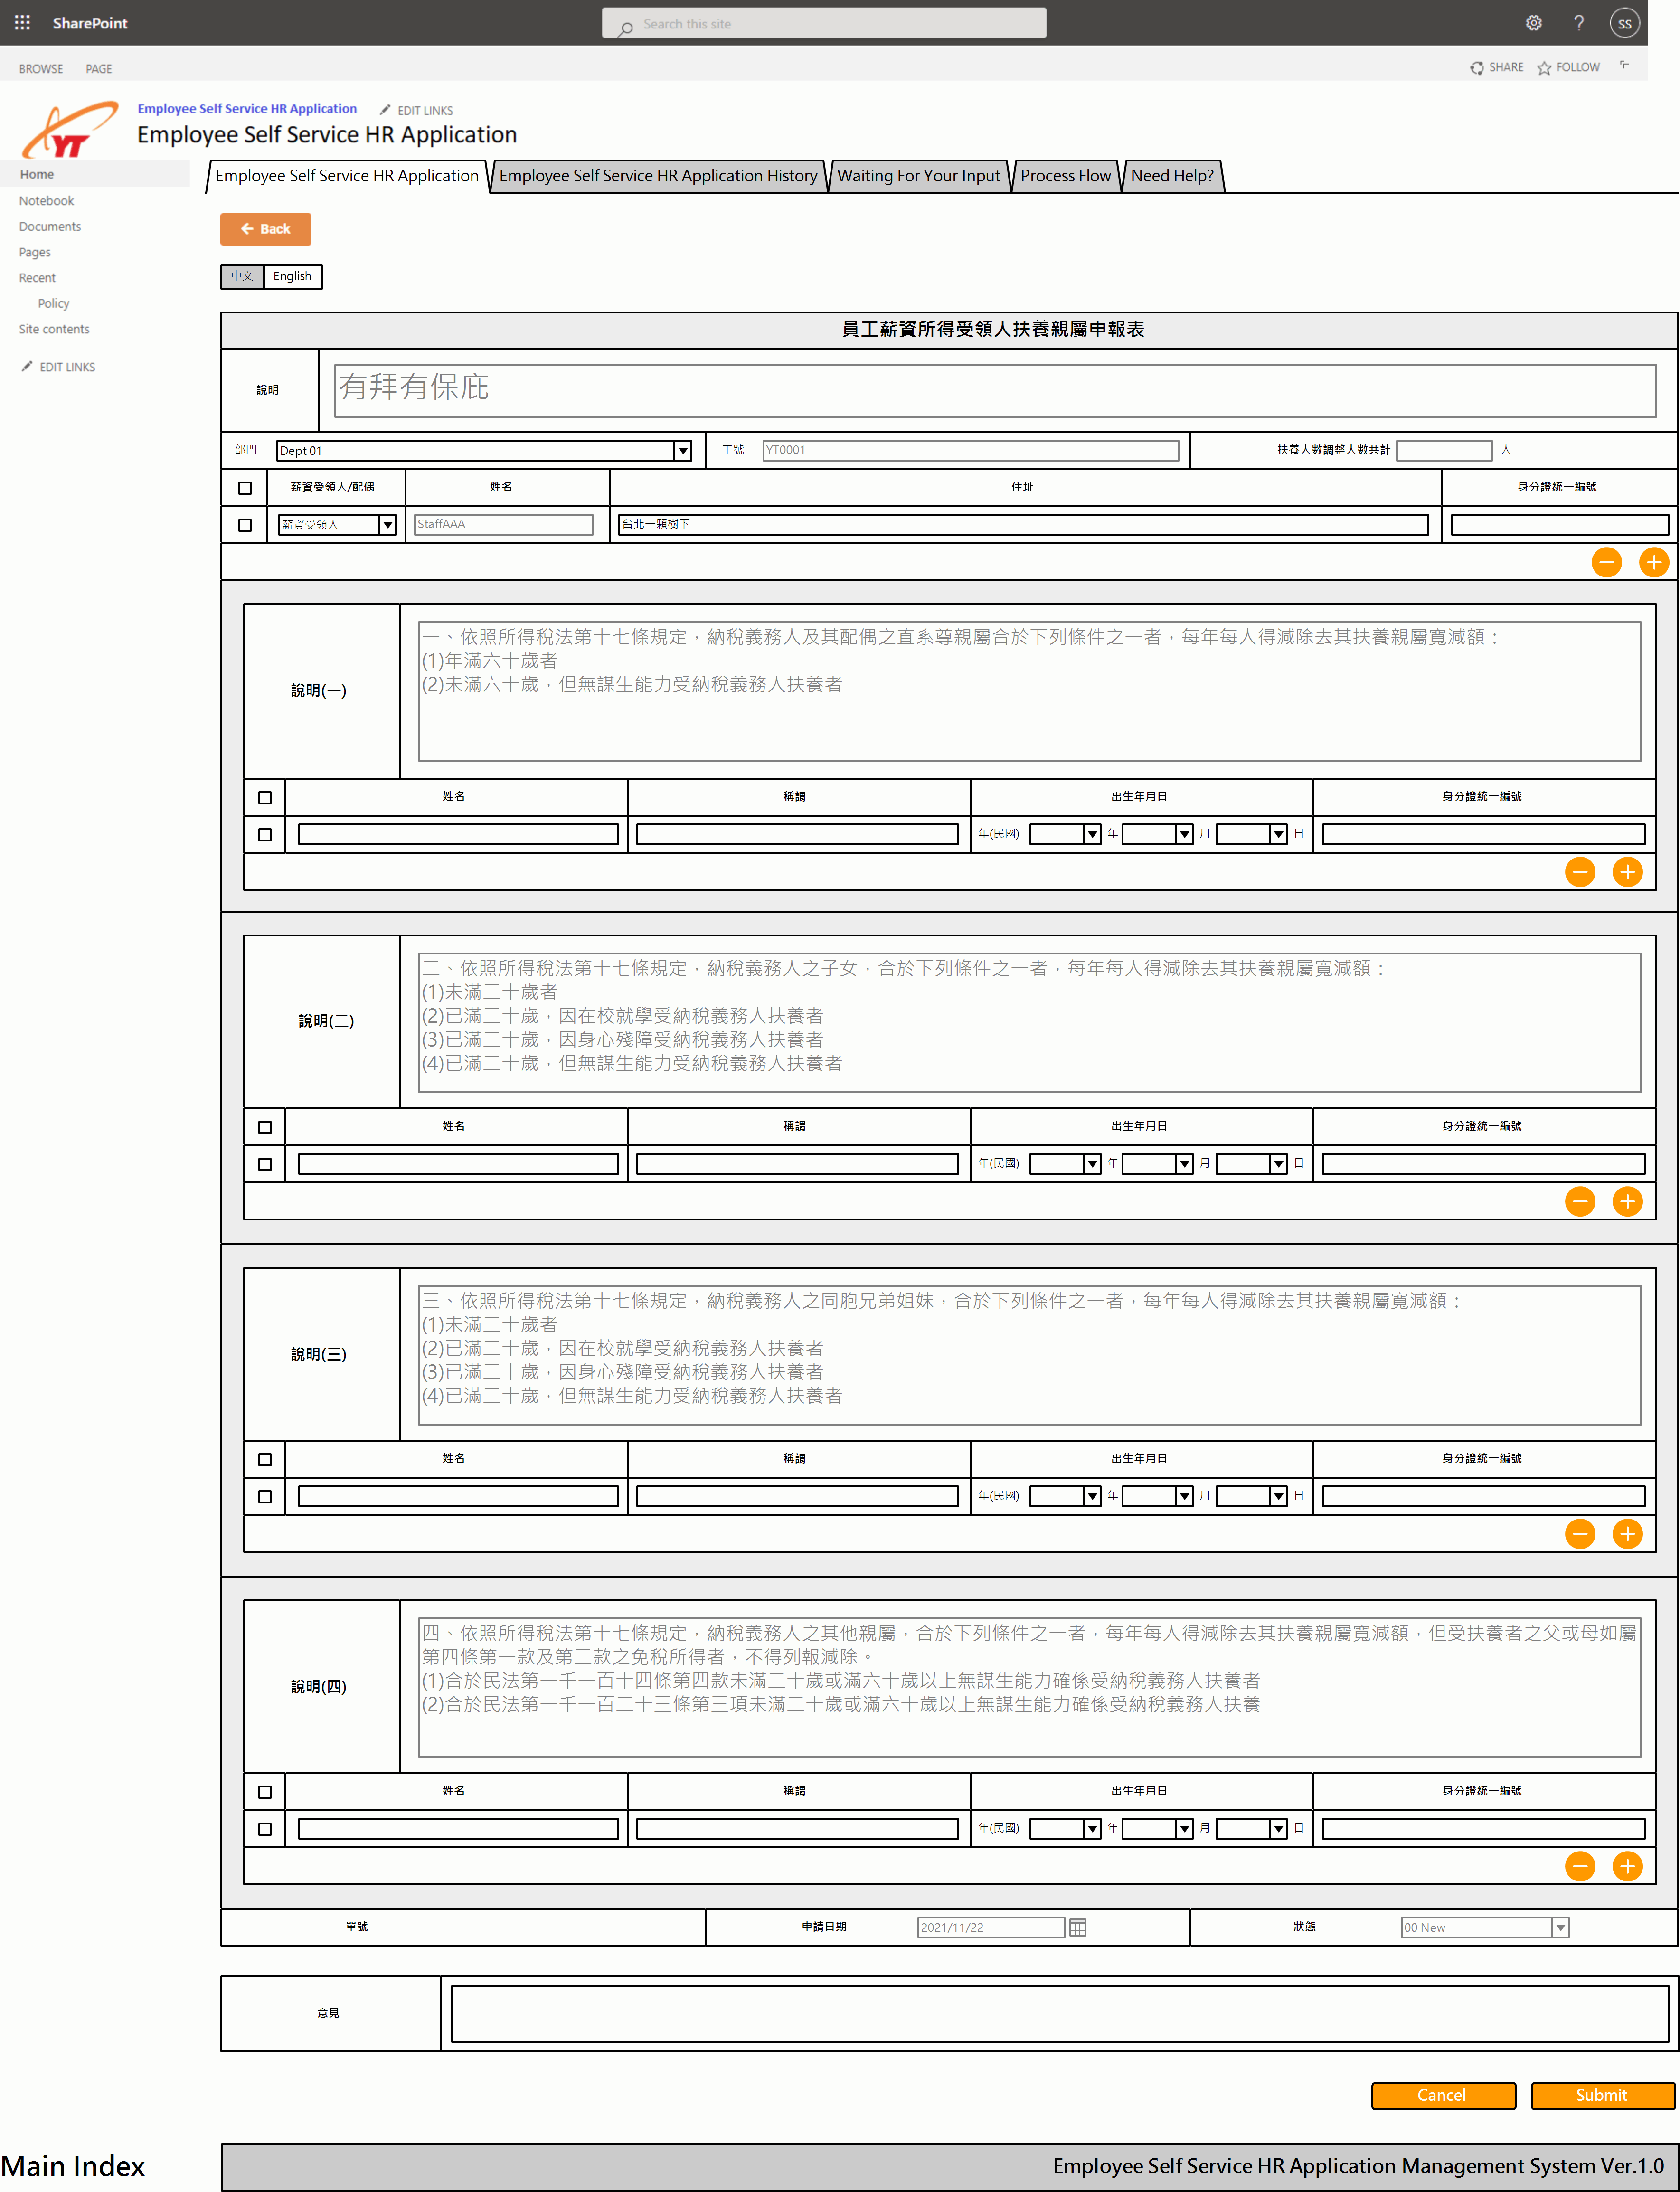 SharePoint
Search this site
?
SS
BROWSE PAGE
SHARE FOLLOW
YT
Employee Self Service HR Application EDIT LINKS
Employee Self Service HR Application
Home
Notebook
Documents
Pages
Recent
Policy
Site contents
EDIT LINKS
Employee Self Service HR Application Employee Self Service HR Application History Waiting For Your Input Process Flow Need Help?
Back
中文 English
員工薪資所得受領人扶養親屬申報表
說明 有拜有保庇
部門 Dept 01 工號 YT0001 扶養人數調整人數共計 人
薪資受領人/配偶 姓名 住址 身分證統一編號
薪資受領人 StaffAAA 台北一顆樹下
說明(一)
一、依照所得稅法第十七條規定，納稅義務人及其配偶之直系尊親屬合於下列條件之一者，每年每人得減除去其扶養親屬寬減額：
(1)年滿六十歲者
(2)未滿六十歲，但無謀生能力受納稅義務人扶養者
姓名 稱謂 出生年月日 身分證統一編號
年(民國) 年 月 日
說明(二)
二、依照所得稅法第十七條規定，納稅義務人之子女，合於下列條件之一者，每年每人得減除去其扶養親屬寬減額：
(1)未滿二十歲者
(2)已滿二十歲，因在校就學受納稅義務人扶養者
(3)已滿二十歲，因身心殘障受納稅義務人扶養者
(4)已滿二十歲，但無謀生能力受納稅義務人扶養者
姓名 稱謂 出生年月日 身分證統一編號
年(民國) 年 月 日
說明(三)
三、依照所得稅法第十七條規定，納稅義務人之同胞兄弟姐妹，合於下列條件之一者，每年每人得減除去其扶養親屬寬減額：
(1)未滿二十歲者
(2)已滿二十歲，因在校就學受納稅義務人扶養者
(3)已滿二十歲，因身心殘障受納稅義務人扶養者
(4)已滿二十歲，但無謀生能力受納稅義務人扶養者
姓名 稱謂 出生年月日 身分證統一編號
年(民國) 年 月 日
說明(四)
四、依照所得稅法第十七條規定，納稅義務人之其他親屬，合於下列條件之一者，每年每人得減除去其扶養親屬寬減額，但受扶養者之父或母如屬
第四條第一款及第二款之免稅所得者，不得列報減除。
(1)合於民法第一千一百十四條第四款未滿二十歲或滿六十歲以上無謀生能力確係受納稅義務人扶養者
(2)合於民法第一千一百二十三條第三項未滿二十歲或滿六十歲以上無謀生能力確係受納稅義務人扶養
姓名 稱謂 出生年月日 身分證統一編號
年(民國) 年 月 日
單號 申請日期 2021/11/22 狀態 00 New
意見
Cancel Submit
Main Index Employee Self Service HR Application Management System Ver.1.0